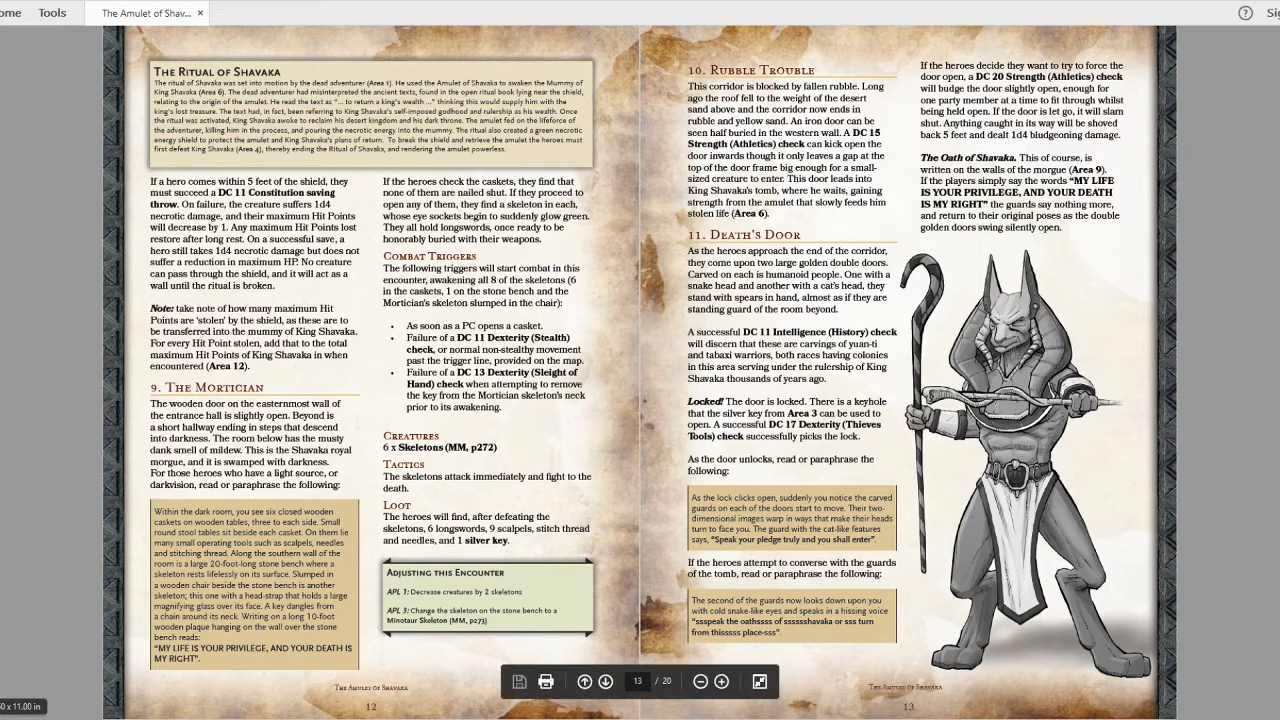 ome
Tools
The Amulet of Shav...
×
?
Sig
The Ritual of Shavaka
The ritual of Shavaka was set into motion by the dead adventurer (Area 1). He used the Amulet of Shavaka to awaken the Mummy of
King Shavaka (Area 6). The dead adventurer had misinterpreted the ancient texts, found in the open ritual book lying near the shield,
relating to the origin of the amulet. He read the text as “... to return a king's wealth ...” thinking this would supply him with the
king's lost treasure. The text had, in fact, been referring to King Shavaka's self-imposed godhood and rulership as his wealth. Once
the ritual was activated, King Shavaka awoke to reclaim his desert kingdom and his dark throne. The amulet fed on the lifeforce of
the adventurer, killing him in the process, and pouring the necrotic energy into the mummy. The ritual also created a green necrotic
energy shield to protect the amulet and King Shavaka's plans of return. To break the shield and retrieve the amulet the heroes must
first defeat King Shavaka (Area 4), thereby ending the Ritual of Shavaka, and rendering the amulet powerless.
If a hero comes within 5 feet of the shield, they
must succeed a DC 11 Constitution saving
throw. On failure, the creature suffers 1d4
necrotic damage, and their maximum Hit Points
will decrease by 1. Any maximum Hit Points lost
restore after long rest. On a successful save, a
hero still takes 1d4 necrotic damage but does not
suffer a reduction in maximum HP. No creature
can pass through the shield, and it will act as a
wall until the ritual is broken.
Note: take note of how many maximum Hit
Points are 'stolen' by the shield, as these are to
be transferred into the mummy of King Shavaka.
For every Hit Point stolen, add that to the total
maximum Hit Points of King Shavaka in when
encountered (Area 12).
9. The Mortician
The wooden door on the easternmost wall of
the entrance hall is slightly open. Beyond is
a short hallway ending in steps that descend
into darkness. The room below has the musty
dank smell of mildew. This is the Shavaka royal
morgue, and it is swamped with darkness.
For those heroes who have a light source, or
darkvision, read or paraphrase the following:
Within the dark room, you see six closed wooden
caskets on wooden tables, three to each side. Small
round stool tables sit beside each casket. On them lie
many small operating tools such as scalpels, needles
and stitching thread. Along the southern wall of the
room is a large 20-foot-long stone bench where a
skeleton rests lifelessly on its surface. Slumped in
a wooden chair beside the stone bench is another
skeleton; this one with a head-strap that holds a large
magnifying glass over its face. A key dangles from
a chain around its neck. Writing on a long 10-foot
wooden plaque hanging on the wall over the stone
bench reads:
“MY LIFE IS YOUR PRIVILEGE, AND YOUR DEATH IS
MY RIGHT”.
If the heroes check the caskets, they find that
none of them are nailed shut. If they proceed to
open any of them, they find a skeleton in each,
whose eye sockets begin to suddenly glow green.
They all hold longswords, once ready to be
honorably buried with their weapons.
Combat Triggers
The following triggers will start combat in this
encounter, awakening all 8 of the skeletons (6
in the caskets, 1 on the stone bench and the
Mortician's skeleton slumped in the chair):
• As soon as a PC opens a casket.
• Failure of a DC 11 Dexterity (Stealth)
check, or normal non-stealthy movement
past the trigger line, provided on the map.
• Failure of a DC 13 Dexterity (Sleight of
Hand) check when attempting to remove
the key from the Mortician skeleton's neck
prior to its awakening.
Creatures
6 x Skeletons (MM, p272)
Tactics
The skeletons attack immediately and fight to the
death.
Loot
The heroes will find, after defeating the
skeletons, 6 longswords, 9 scalpels, stitch thread
and needles, and 1 silver key.
Adjusting this Encounter
APL 1: Decrease creatures by 2 skeletons
APL 3: Change the skeleton on the stone bench to a
Minotaur Skeleton (MM, p273)
The Amulet of Shavaka
12
10. Rubble Trouble
This corridor is blocked by fallen rubble. Long
ago the roof fell to the weight of the desert
sand above and the corridor now ends in
rubble and yellow sand. An iron door can be
seen half buried in the western wall. A DC 15
Strength (Athletics) check can kick open the
door inwards though it only leaves a gap at the
top of the door frame big enough for a small-
sized creature to enter. This door leads into
King Shavaka's tomb, where he waits, gaining
strength from the amulet that slowly feeds him
stolen life (Area 6).
11. Death's Door
As the heroes approach the end of the corridor,
they come upon two large golden double doors.
Carved on each is humanoid people. One with a
snake head and another with a cat's head, they
stand with spears in hand, almost as if they are
standing guard of the room beyond.
A successful DC 11 Intelligence (History) check
will discern that these are carvings of yuan-ti
and tabaxi warriors, both races having colonies
in this area serving under the rulership of King
Shavaka thousands of years ago.
Locked! The door is locked. There is a keyhole
that the silver key from Area 3 can be used to
open. A successful DC 17 Dexterity (Thieves
Tools) check successfully picks the lock.
As the door unlocks, read or paraphrase the
following:
As the lock clicks open, suddenly you notice the carved
guards on each of the doors start to move. Their two-
dimensional images warp in ways that make their heads
turn to face you. The guard with the cat-like features
says, “Speak your pledge truly and you shall enter”.
If the heroes attempt to converse with the guards
of the tomb, read or paraphrase the following:
The second of the guards now looks down upon you
with cold snake-like eyes and speaks in a hissing voice
“ssspeak the oathssss of sssssshavaka or sss turn
from thisssss place-sss”.
If the heroes decide they want to try to force the
door open, a DC 20 Strength (Athletics) check
will budge the door slightly open, enough for
one party member at a time to fit through whilst
being held open. If the door is let go, it will slam
shut. Anything caught in its way will be shoved
back 5 feet and dealt 1d4 bludgeoning damage.
The Oath of Shavaka. This of course, is
written on the walls of the morgue (Area 9).
If the players simply say the words “MY LIFE
IS YOUR PRIVILEGE, AND YOUR DEATH
IS MY RIGHT” the guards say nothing more,
and return to their original poses as the double
golden doors swing silently open.
The Amulet of Shavaka
13
13 / 20
50 x 11.00 in